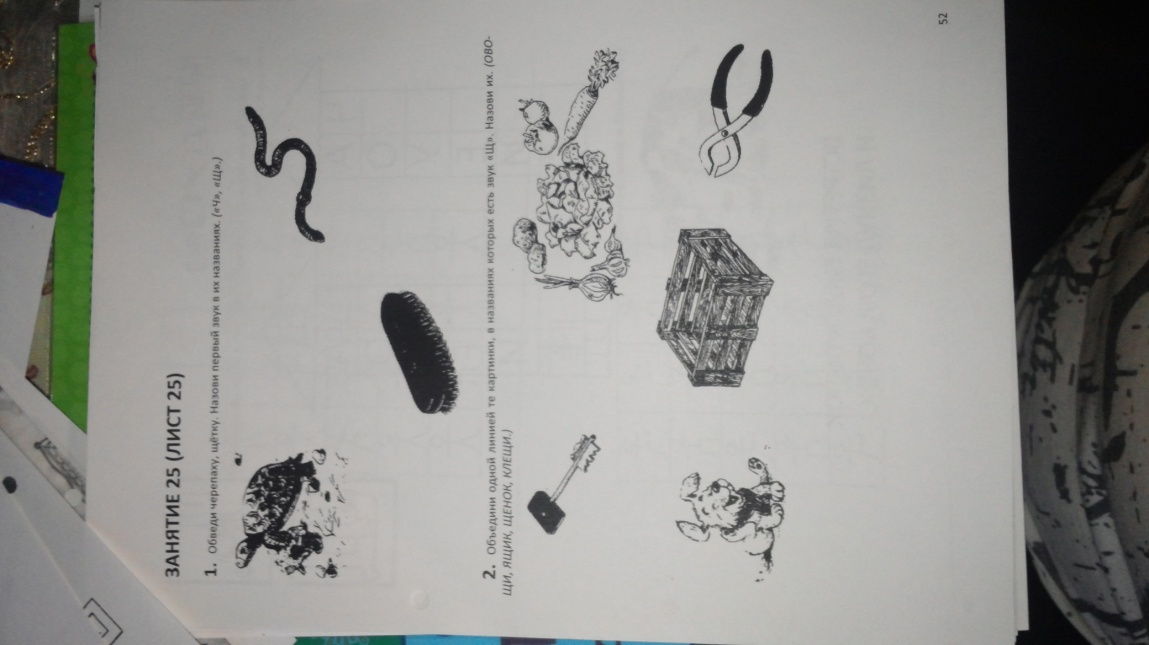 ЗАНЯТИЕ 25 (ЛИСТ 25)
1. Обведи черепаху, щётку. Назови первый звук в их названиях. («Ч», «Щ».)
2. Объедини одной линией те картинки, в названиях которых есть звук «Щ». Назови их. (ОВО-
ЩИ, ЯЩИК, ЩЕНОК, КЛЕЩИ.)
52